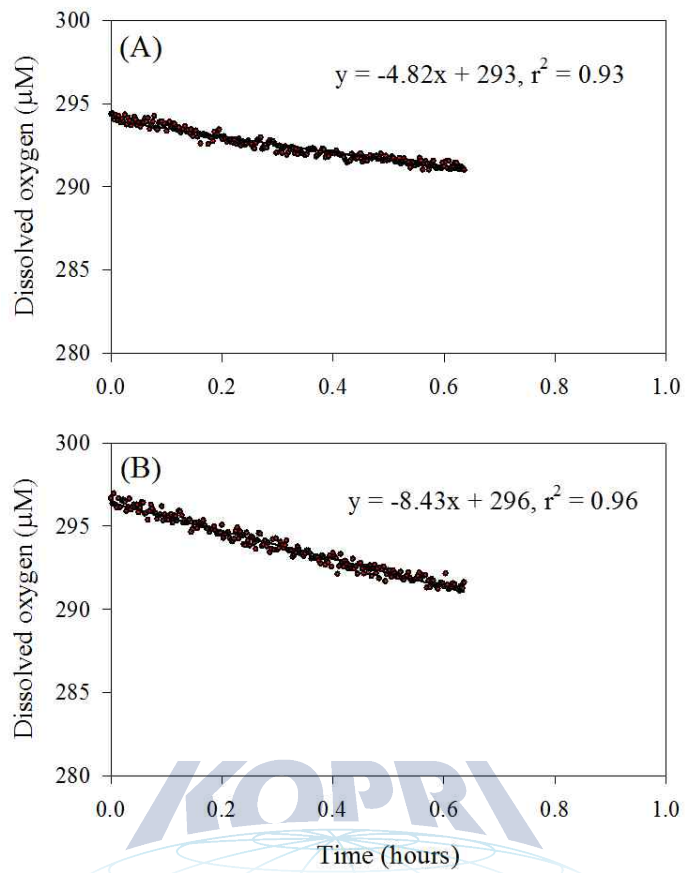 (A)
y = -4.82x + 293, r² = 0.93
Dissolved oxygen (μM)
300
295
290
285
280
0.0 0.2 0.4 0.6 0.8 1.0
(B)
y = -8.43x + 296, r² = 0.96
Dissolved oxygen (μM)
300
295
290
285
280
0.0 0.2 0.4 0.6 0.8 1.0
KOPRI
Time (hours)